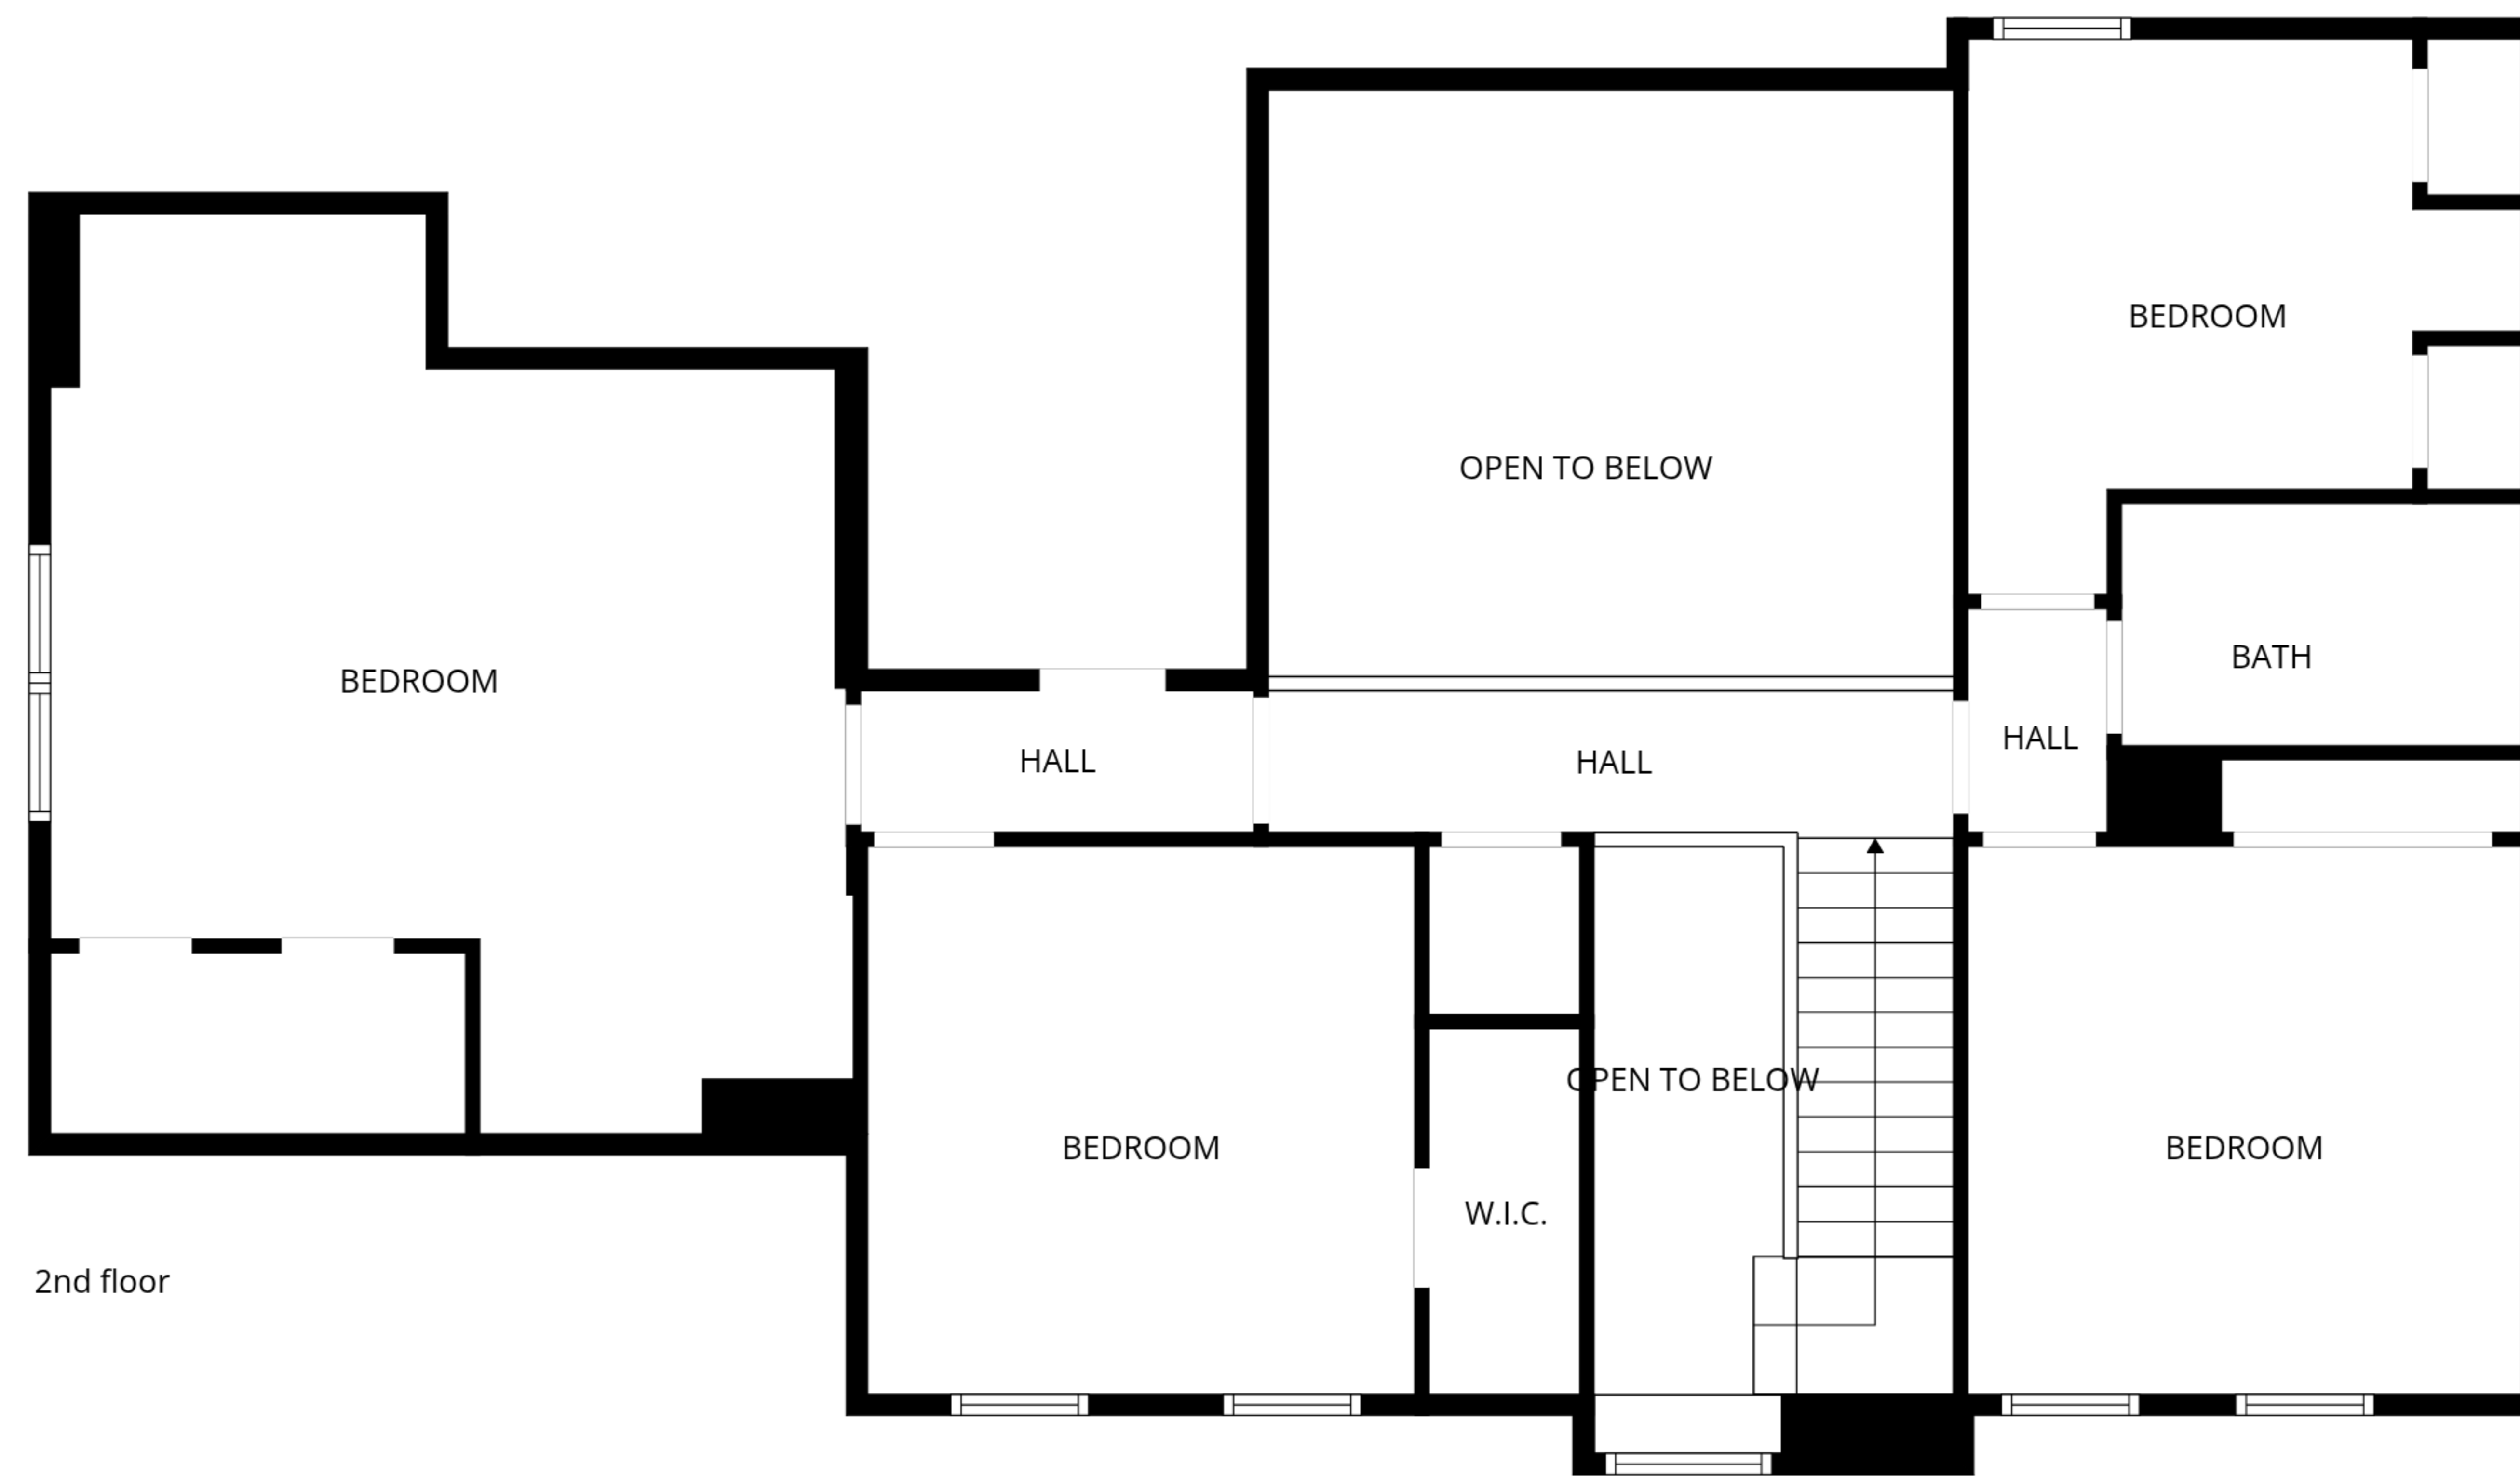 BEDROOM
OPEN TO BELOW
BATH
BEDROOM
HALL
HALL
HALL
OPEN TO BELOW
BEDROOM
BEDROOM
W.I.C.
2nd floor